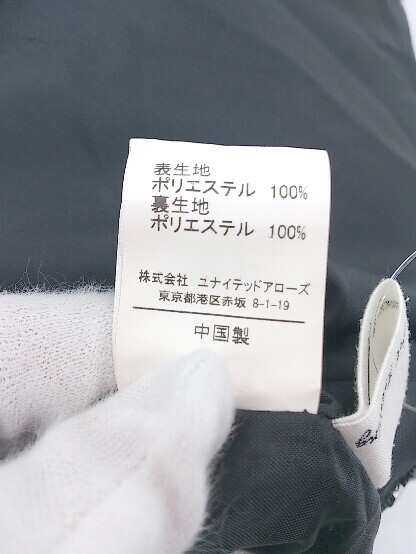 表生地
ポリエステル 100%
裏生地
ポリエステル 100%
株式会社 ユナイテッドアローズ
東京都港区赤坂 8-1-19
中国製